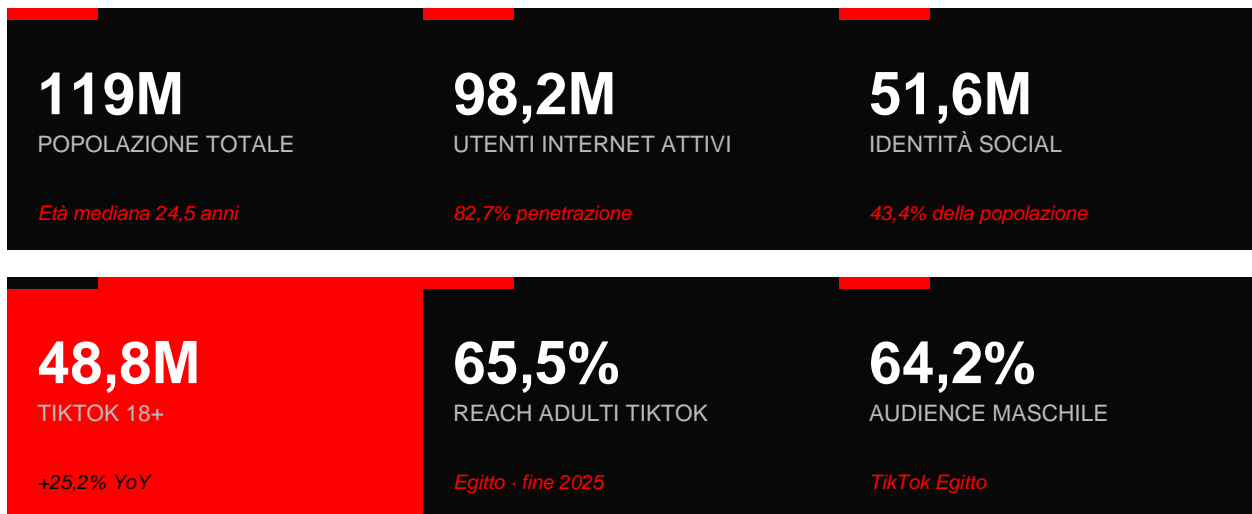 119M
POPOLAZIONE TOTALE
Età mediana 24,5 anni
98,2M
UTENTI INTERNET ATTIVI
82,7% penetrazione
51,6M
IDENTITÀ SOCIAL
43,4% della popolazione
48,8M
TIKTOK 18+
+25,2% YoY
65,5%
REACH ADULTI TIKTOK
Egitto · fine 2025
64,2%
AUDIENCE MASCHILE
TikTok Egitto